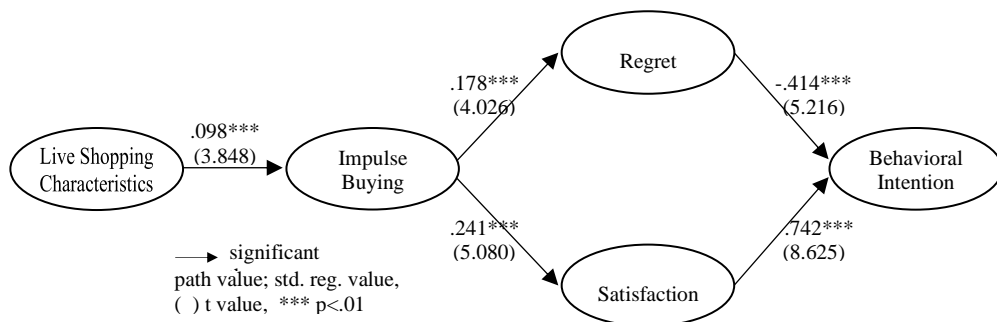 Regret
.178***
(4.026)
-.414***
(5.216)
.098***
(3.848)
Live Shopping
Characteristics
Impulse
Buying
Behavioral
Intention
.241***
(5.080)
.742***
(8.625)
Satisfaction
significant
path value; std. reg. value,
( ) t value, *** p<.01